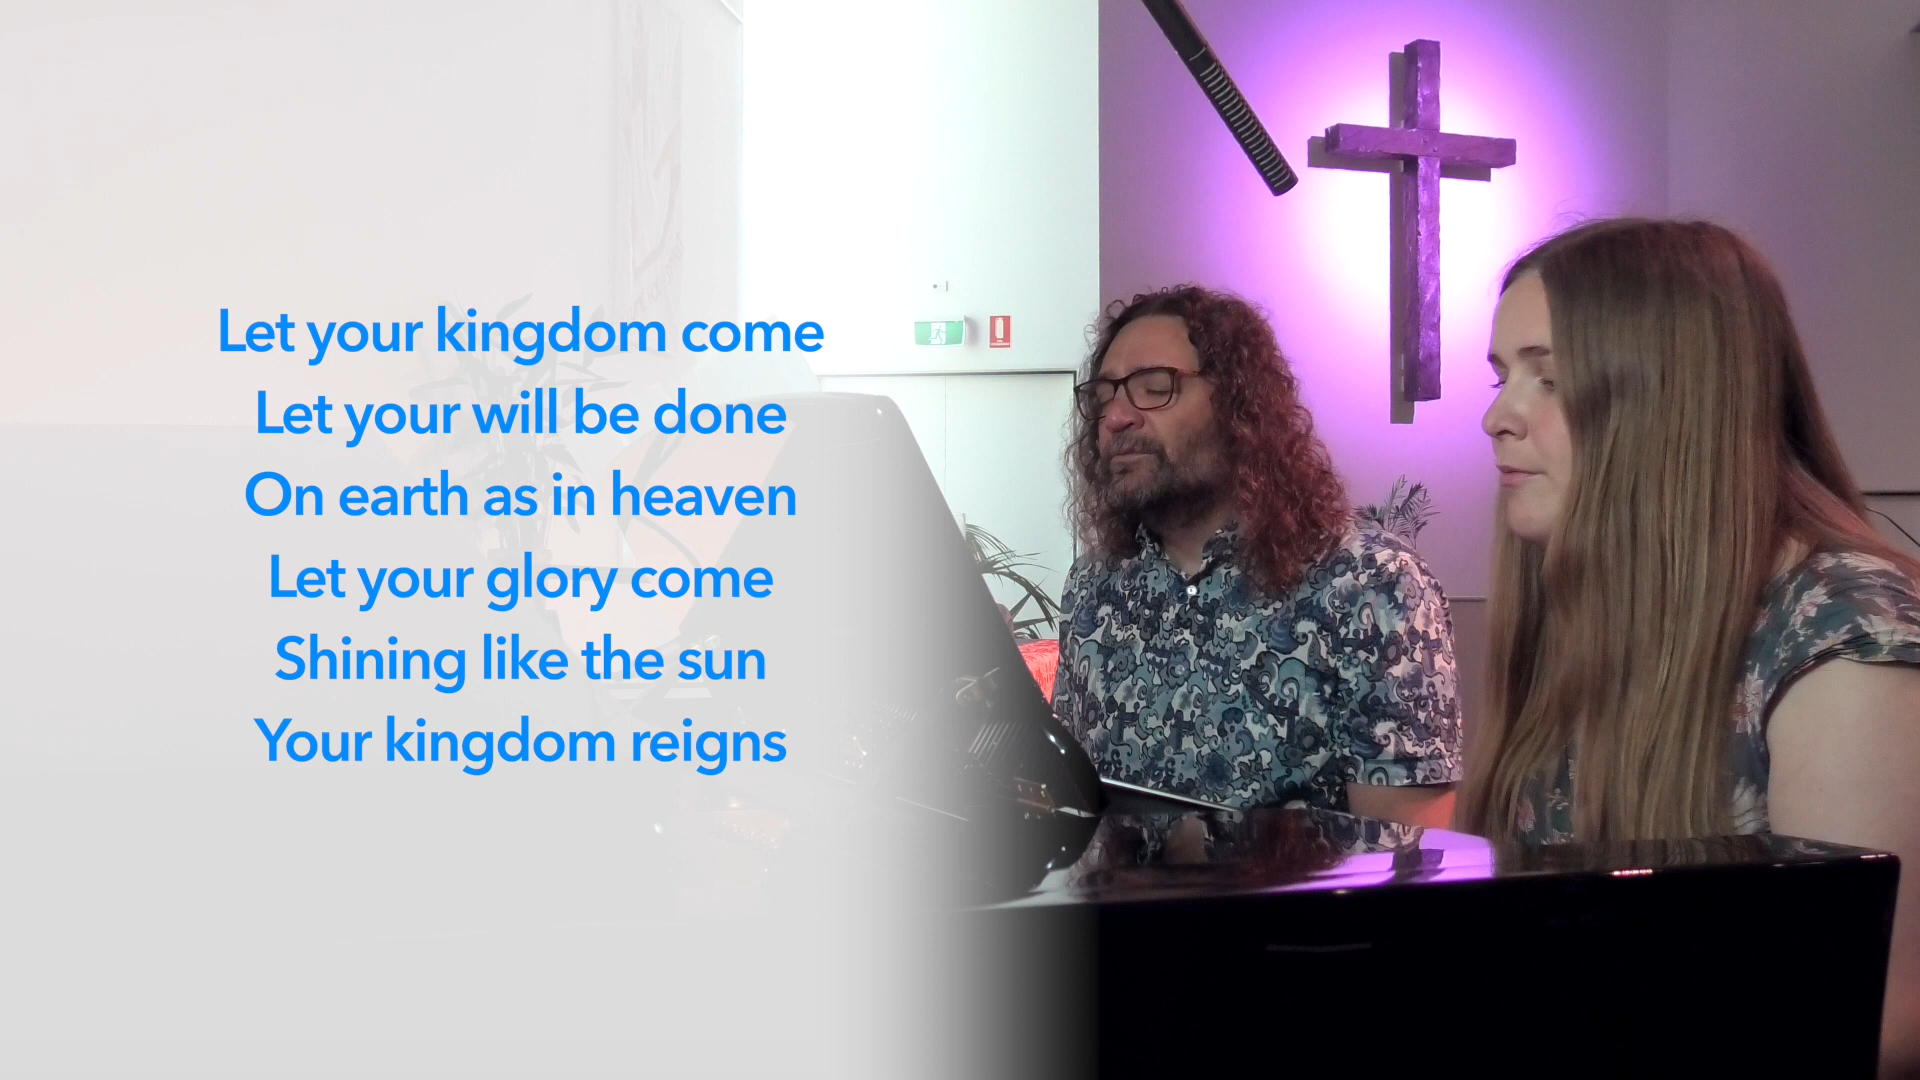 Let your kingdom come
Let your will be done
On earth as in heaven
Let your glory come
Shining like the sun
Your kingdom reigns